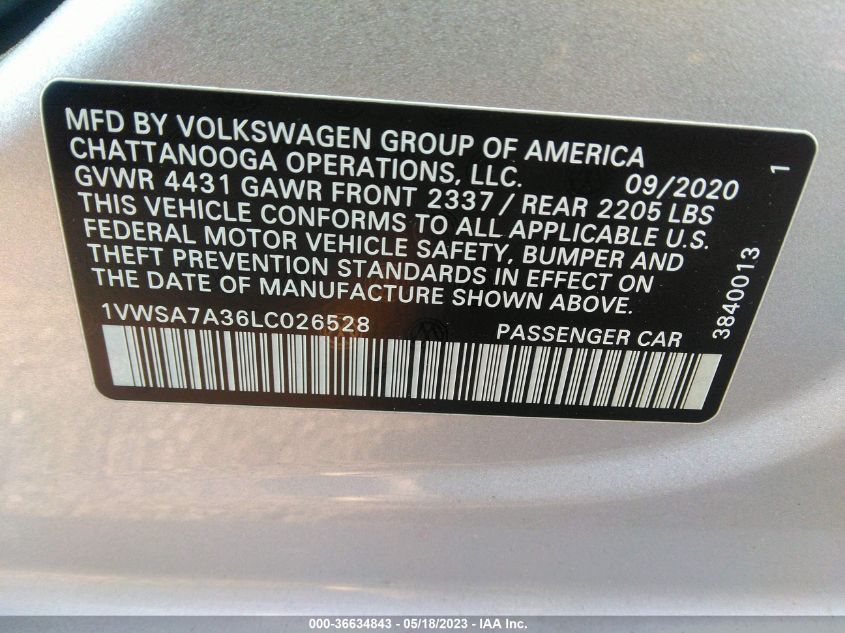 MFD BY VOLKSWAGEN GROUP OF AMERICA
CHATTANOOGA OPERATIONS, LLC. 09/2020
GVWR 4431 GAWR FRONT 2337 / REAR 2205 LBS
THIS VEHICLE CONFORMS TO ALL APPLICABLE U.S.
FEDERAL MOTOR VEHICLE SAFETY, BUMPER AND
THEFT PREVENTION STANDARDS IN EFFECT ON
THE DATE OF MANUFACTURE SHOWN ABOVE.
1VWSA7A36LC026528 PASSENGER CAR
3840013 1
000-36634843 - 05/18/2023 - IAA Inc.